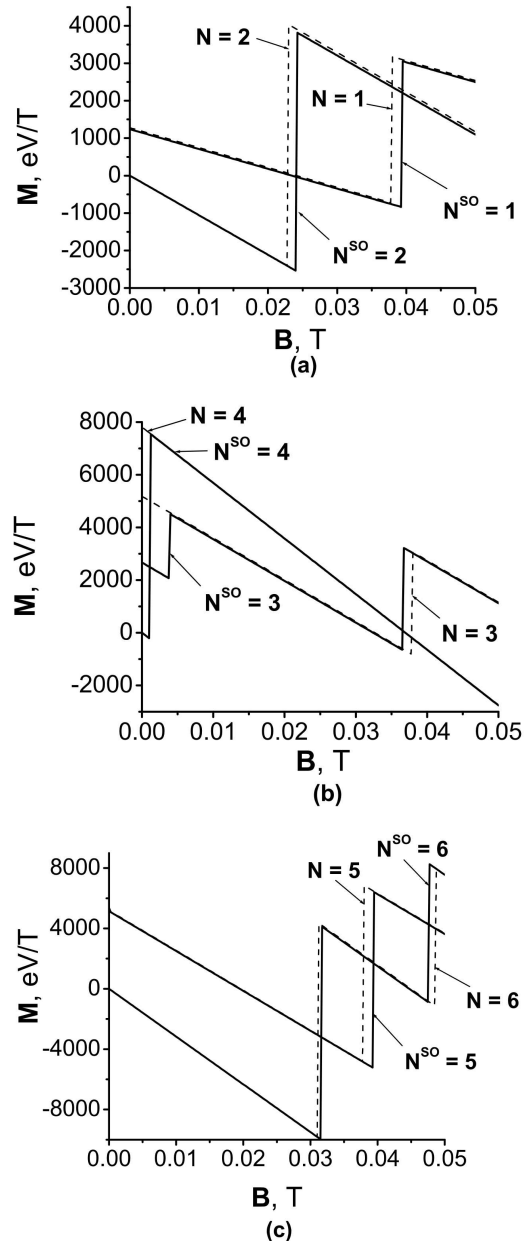 4000
3000
2000
1000
0
-1000
-2000
-3000
M, eV/T
N = 2
N = 1
N^SO = 1
N^SO = 2
0.00 0.01 0.02 0.03 0.04 0.05
B, T
(a)
8000
6000
4000
2000
0
-2000
M, eV/T
N = 4
N^SO = 4
N^SO = 3
N = 3
0.00 0.01 0.02 0.03 0.04 0.05
B, T
(b)
8000
4000
0
-4000
-8000
M, eV/T
N^SO = 6
N = 5
N = 6
N^SO = 5
0.00 0.01 0.02 0.03 0.04 0.05
B, T
(c)